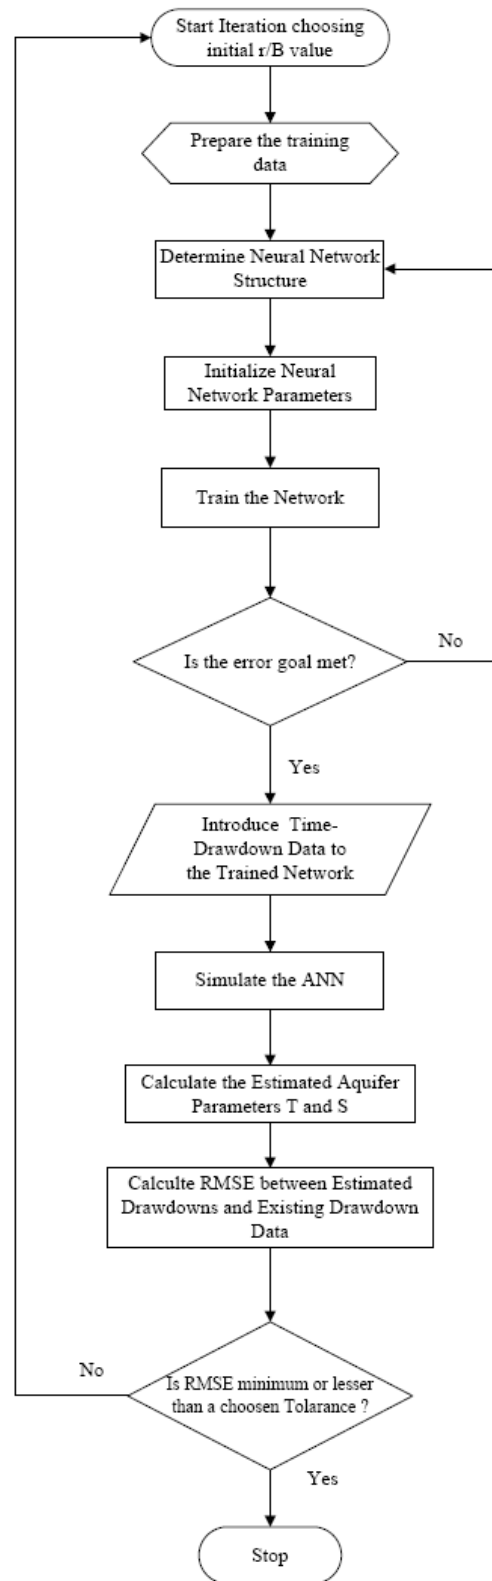 Start Iteration choosing
initial r/B value
Prepare the training
data
Determine Neural Network
Structure
Initialize Neural
Network Parameters
Train the Network
Is the error goal met?
No
Yes
Introduce Time-
Drawdown Data to
the Trained Network
Simulate the ANN
Calculate the Estimated Aquifer
Parameters T and S
Calculte RMSE between Estimated
Drawdowns and Existing Drawdown
Data
No
Is RMSE minimum or lesser
than a choosen Tolarance ?
Yes
Stop